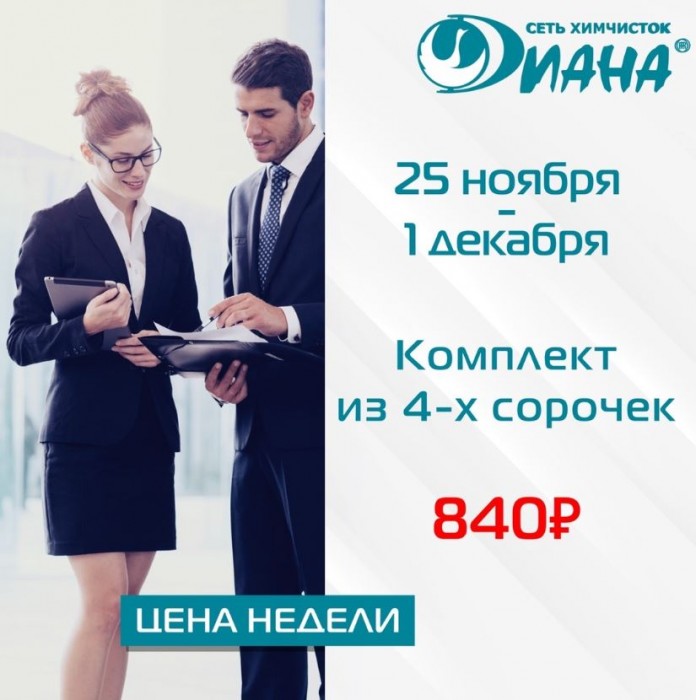 СЕТЬ ХИМЧИСТОК
ДИАНА®
25 ноября
-
1 декабря
Комплект
из 4-х сорочек
840₽
ЦЕНА НЕДЕЛИ